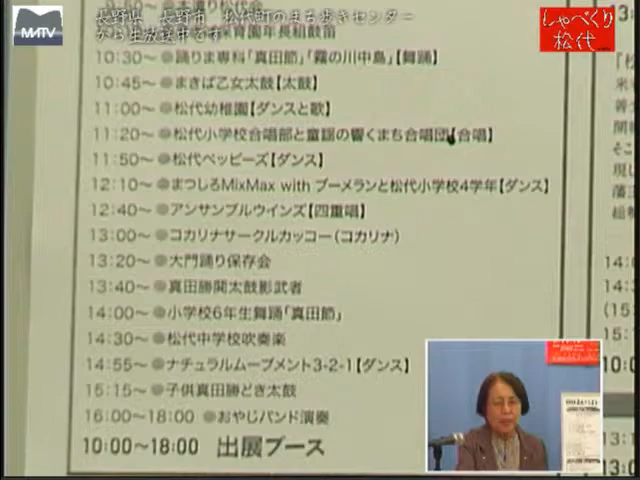 長野県 長野市 松代町のまち歩きセンター
から生放送中です
MATV
しゃべくり
松代
保育園年長組鼓笛
10:30～●踊りま専科「真田節」、「霧の川中島」【舞踊】
10:45～●まきば乙女太鼓【太鼓】
11:00～●松代幼稚園【ダンスと歌】
11:20～●松代小学校合唱部と童謡の響くまち合唱団【合唱】
11:50～●松代ベッピーズ【ダンス】
12:10～●まつしろMixMax with ブーメランと松代小学校4学年【ダンス】
12:40～●アンサンブルウインズ【四重唱】
13:00～●コカリナサークルカッコー(コカリナ)
13:20～●大門踊り保存会
13:40～●真田勝鬨太鼓影武者
14:00～●小学校6年生舞踊「真田節」
14:30～●松代中学校吹奏楽
14:55～●ナチュラルムーブメント3-2-1【ダンス】
15:15～●子供真田勝どき太鼓
16:00～18:00 ●おやじバンド演奏
10:00～18:00 出展ブース